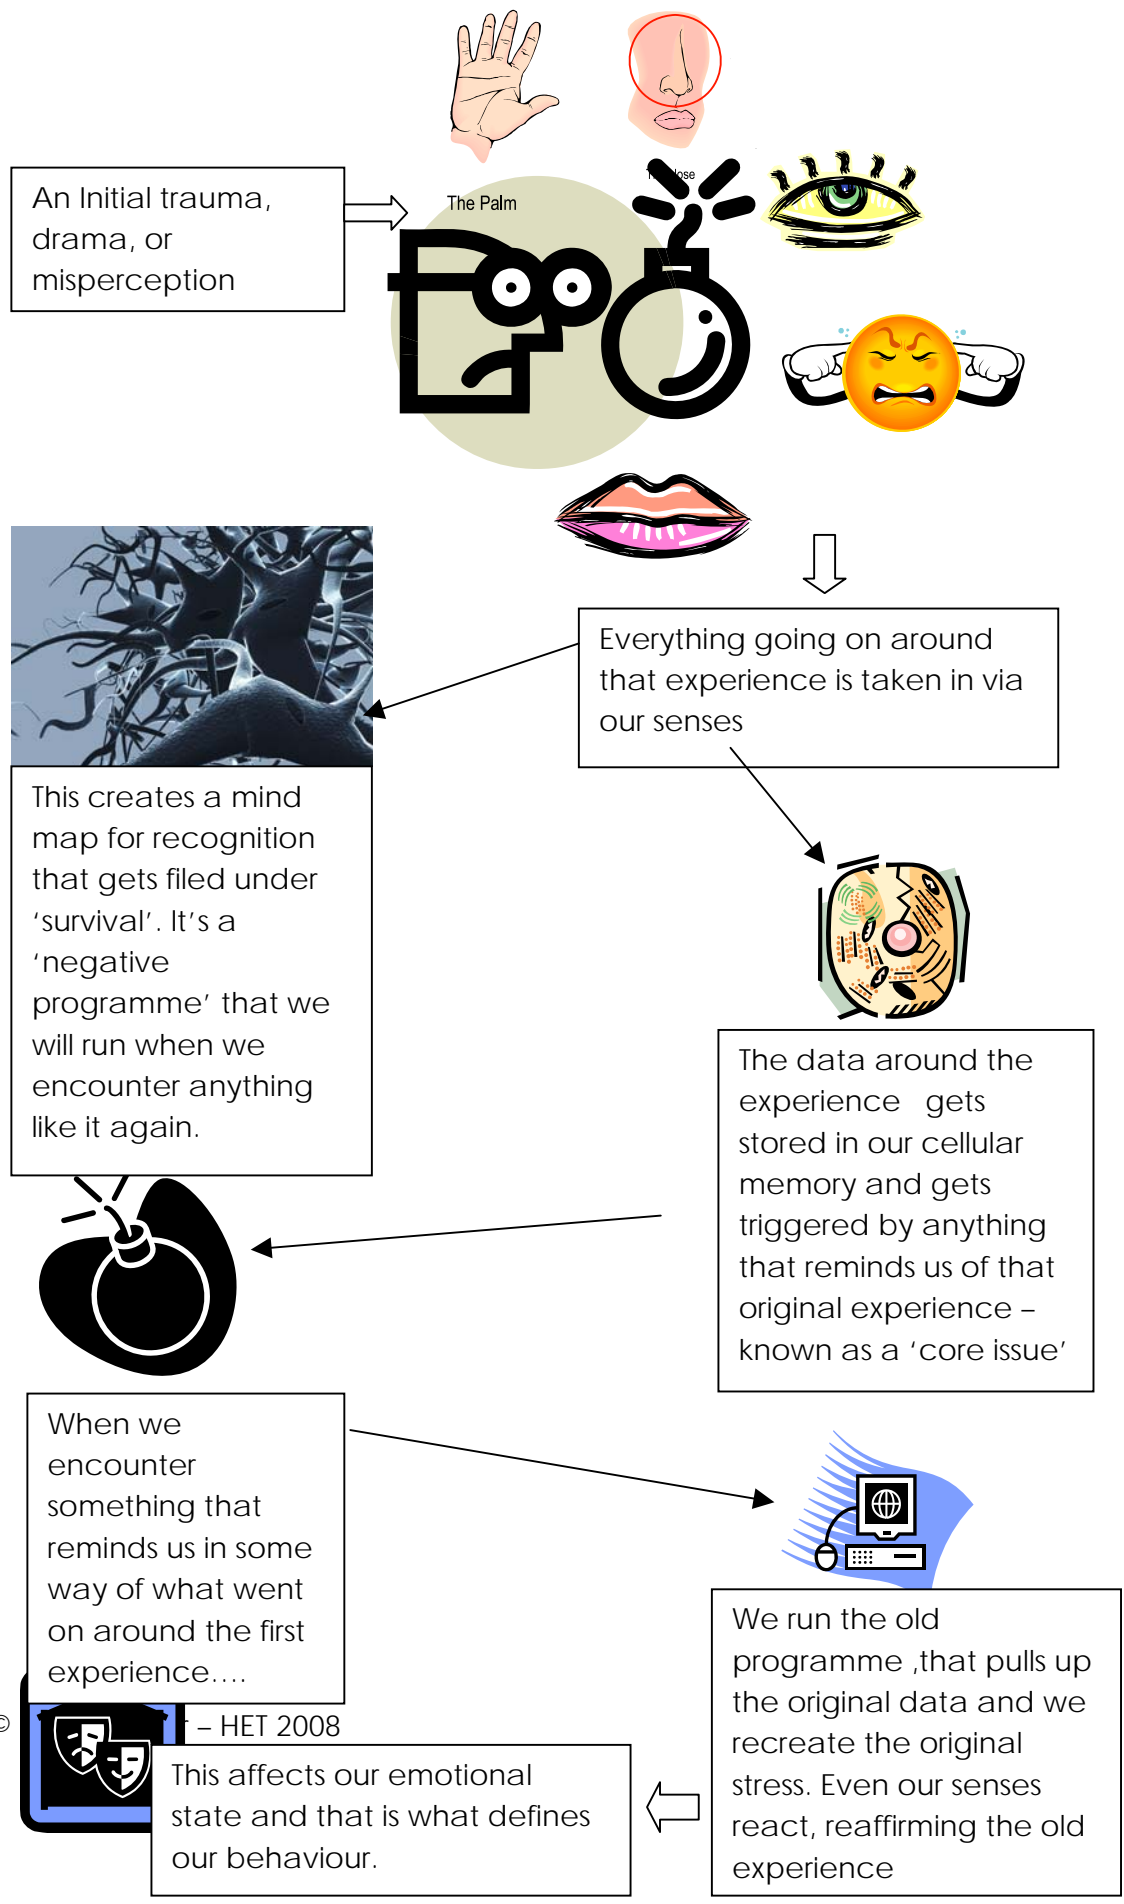 An Initial trauma,
drama, or
misperception
The Palm
Everything going on around
that experience is taken in via
our senses
This creates a mind
map for recognition
that gets filed under
‘survival’. It’s a
‘negative
programme’ that we
will run when we
encounter anything
like it again.
The data around the
experience   gets
stored in our cellular
memory and gets
triggered by anything
that reminds us of that
original experience –
known as a ‘core issue’
When we
encounter
something that
reminds us in some
way of what went
on around the first
experience....
We run the old
programme ,that pulls up
the original data and we
recreate the original
stress. Even our senses
react, reaffirming the old
experience
© – HET 2008
This affects our emotional
state and that is what defines
our behaviour.